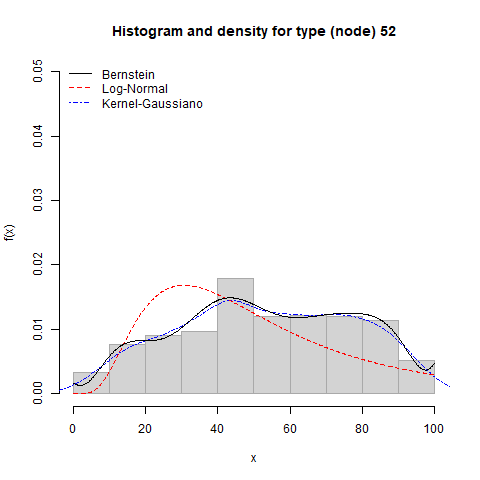 Histogram and density for type (node) 52
Bernstein
Log-Normal
Kernel-Gaussiano
f(x)
0.05
0.04
0.03
0.02
0.01
0.00
0 20 40 60 80 100
x